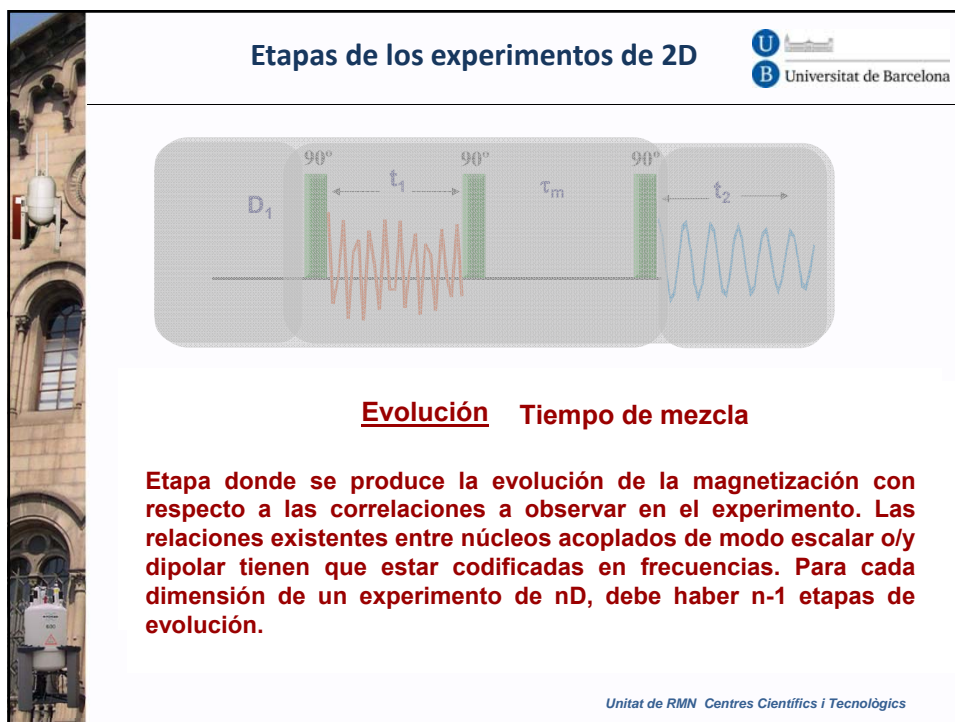 Etapas de los experimentos de 2D
U
B Universitat de Barcelona
90° 90° 90°
t1 t2
D1 τm
Evolución Tiempo de mezcla
Etapa donde se produce la evolución de la magnetización con
respecto a las correlaciones a observar en el experimento. Las
relaciones existentes entre núcleos acoplados de modo escalar o/y
dipolar tienen que estar codificadas en frecuencias. Para cada
dimensión de un experimento de nD, debe haber n-1 etapas de
evolución.
Unitat de RMN Centres Científics i Tecnològics